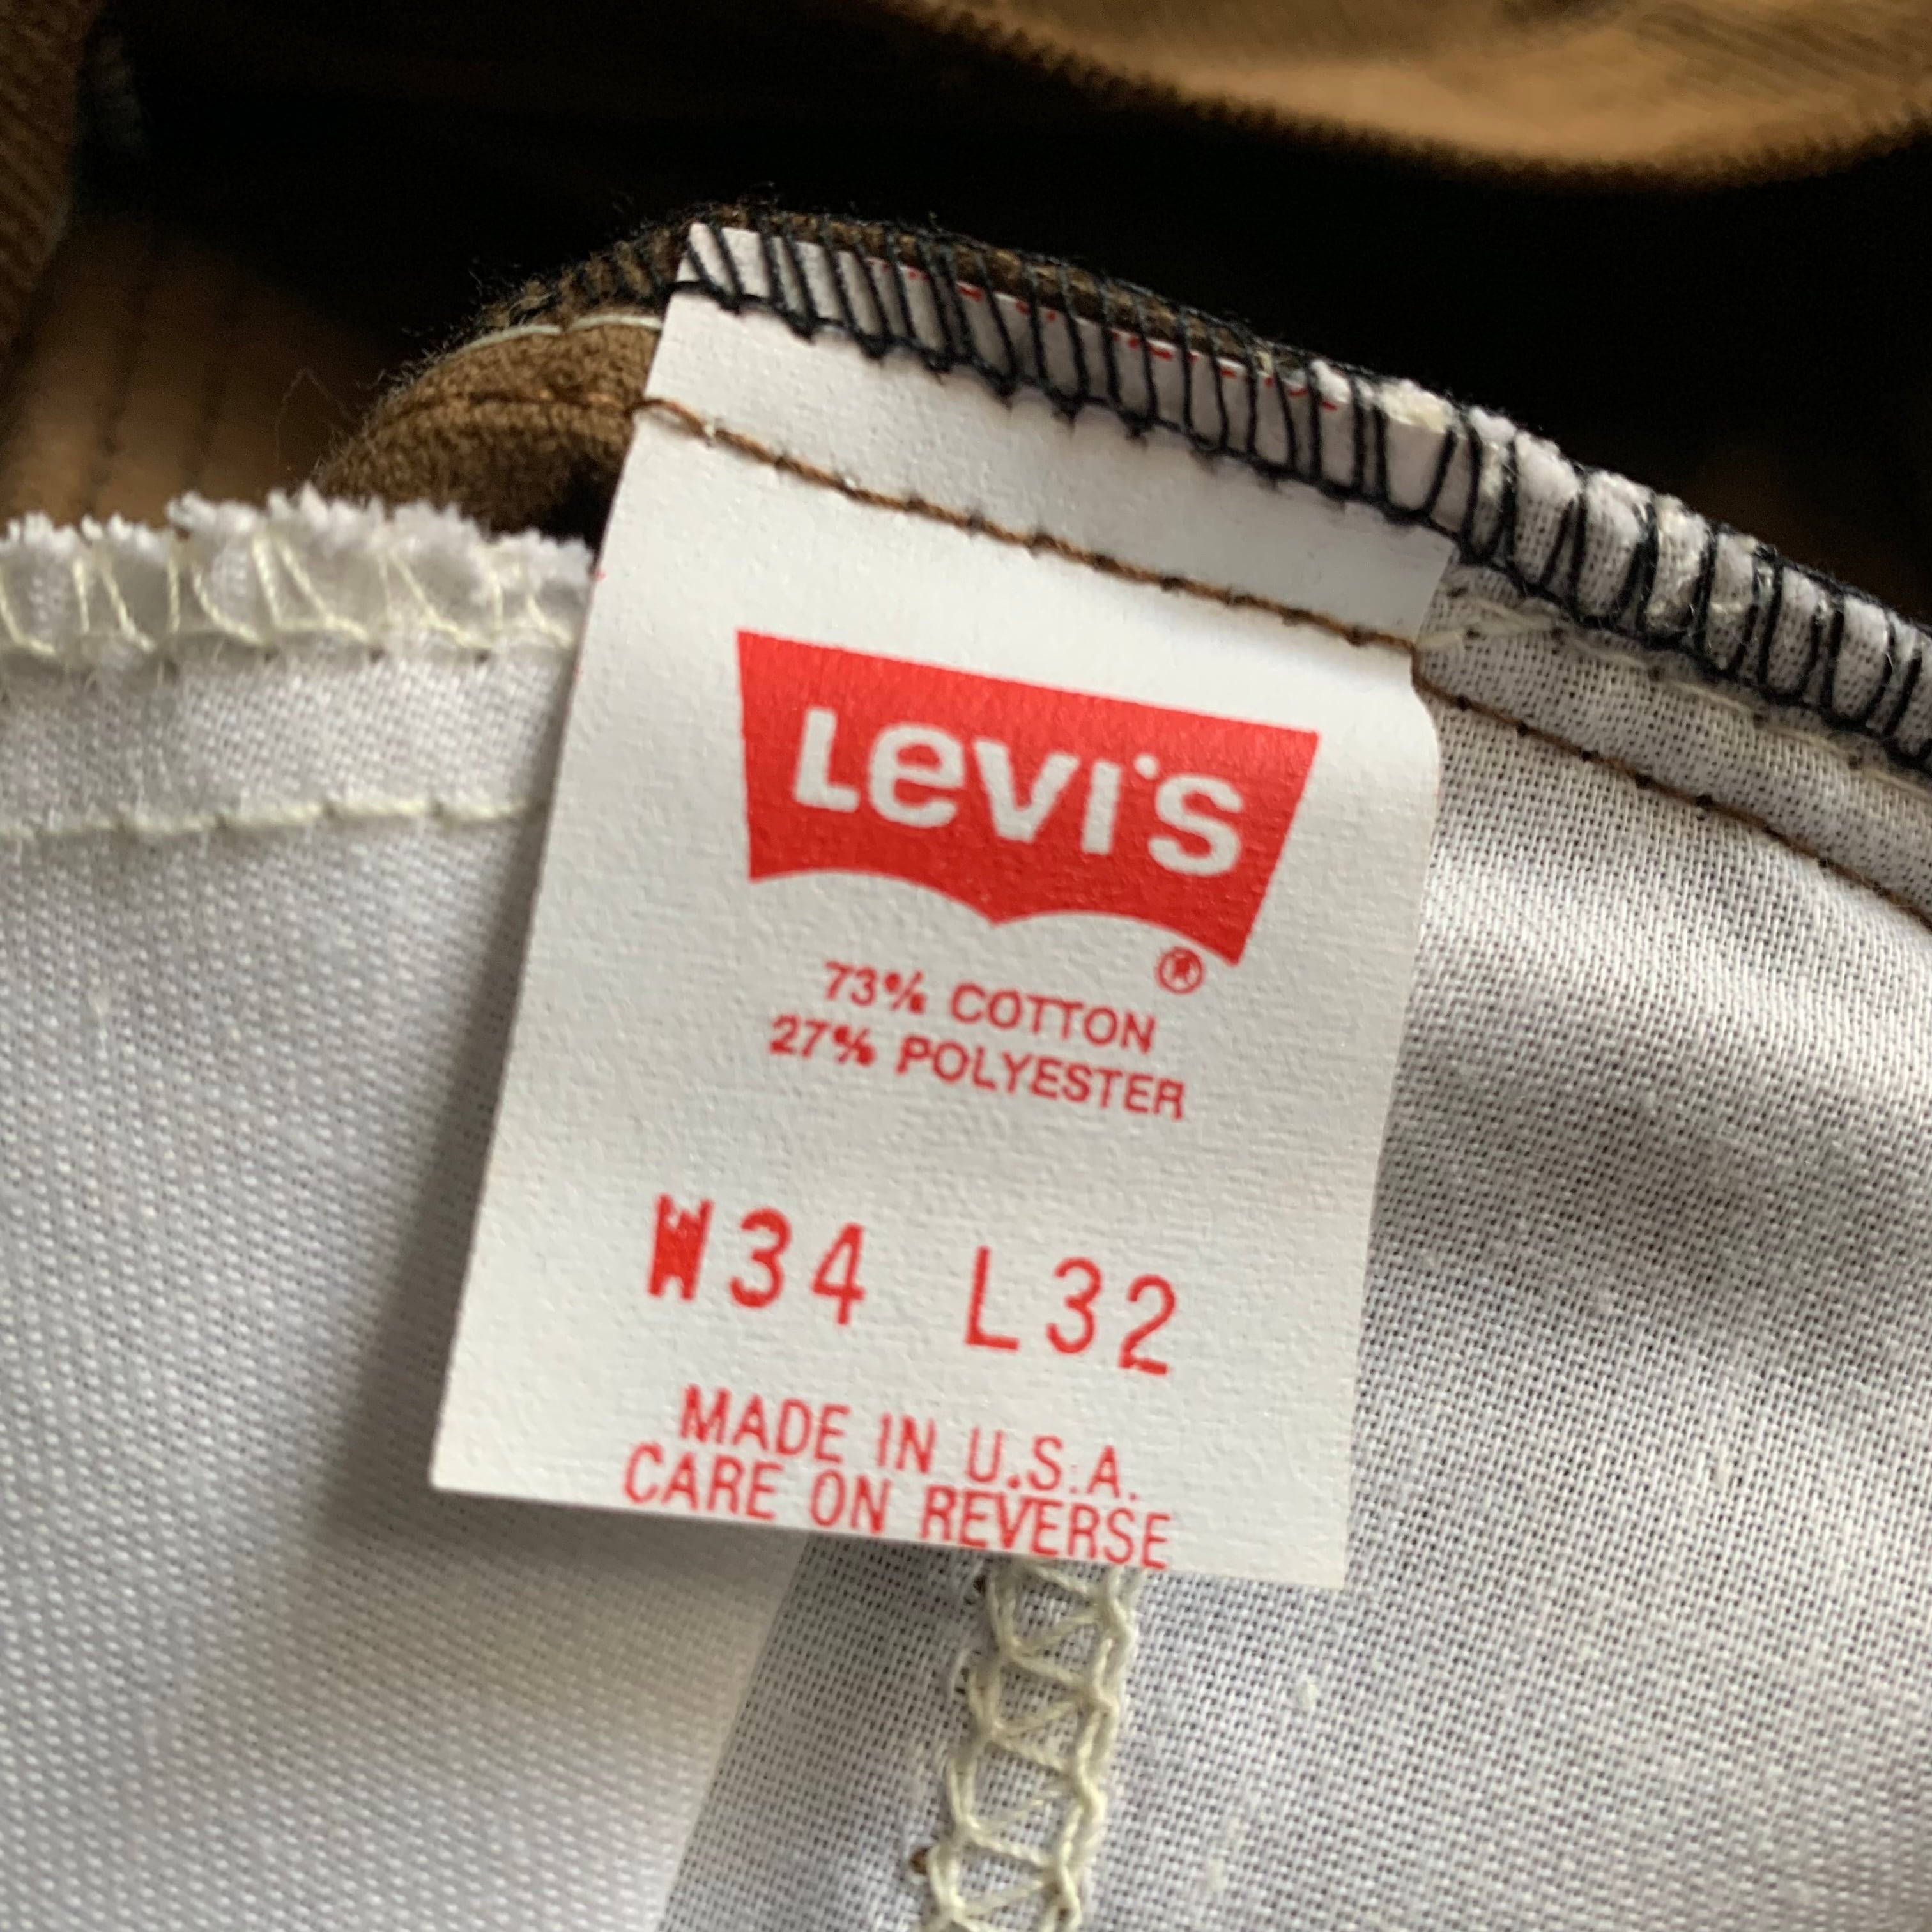 Levi's
®
73% COTTON
27% POLYESTER
W34 L32
MADE IN U.S.A.
CARE ON REVERSE